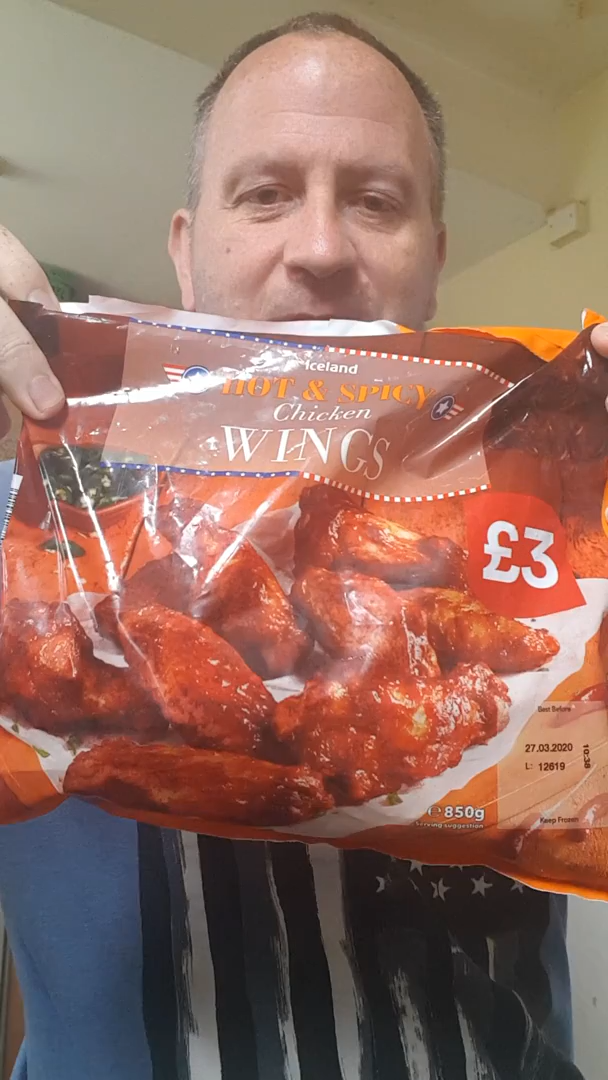 Iceland
HOT & SPICY
Chicken
WINGS
£3
Best Before
27.03.2020
L: 12619
10:38
Keep Frozen
e 850g
Serving suggestion